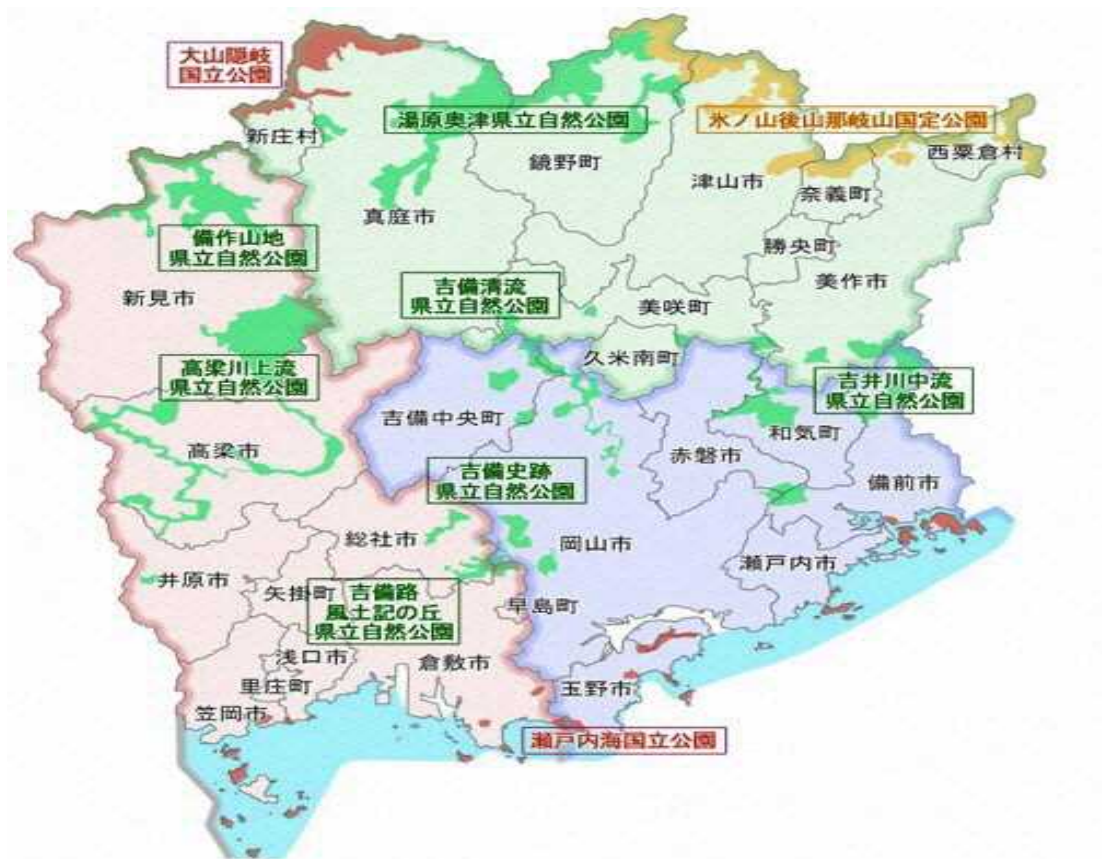 大山隠岐
国立公園
湯原奥津県立自然公園
氷ノ山後山那岐山国定公園
新庄村
鏡野町
西粟倉村
津山市
奈義町
真庭市
備作山地
県立自然公園
勝央町
美作市
新見市
吉備清流
県立自然公園
美咲町
久米南町
高梁川上流
県立自然公園
吉井川中流
県立自然公園
吉備中央町
和気町
高梁市
赤磐市
吉備史跡
県立自然公園
備前市
総社市
岡山市
瀬戸内市
井原市
矢掛町
吉備路
風土記の丘
県立自然公園
早島町
浅口市
倉敷市
里庄町
玉野市
笠岡市
瀬戸内海国立公園